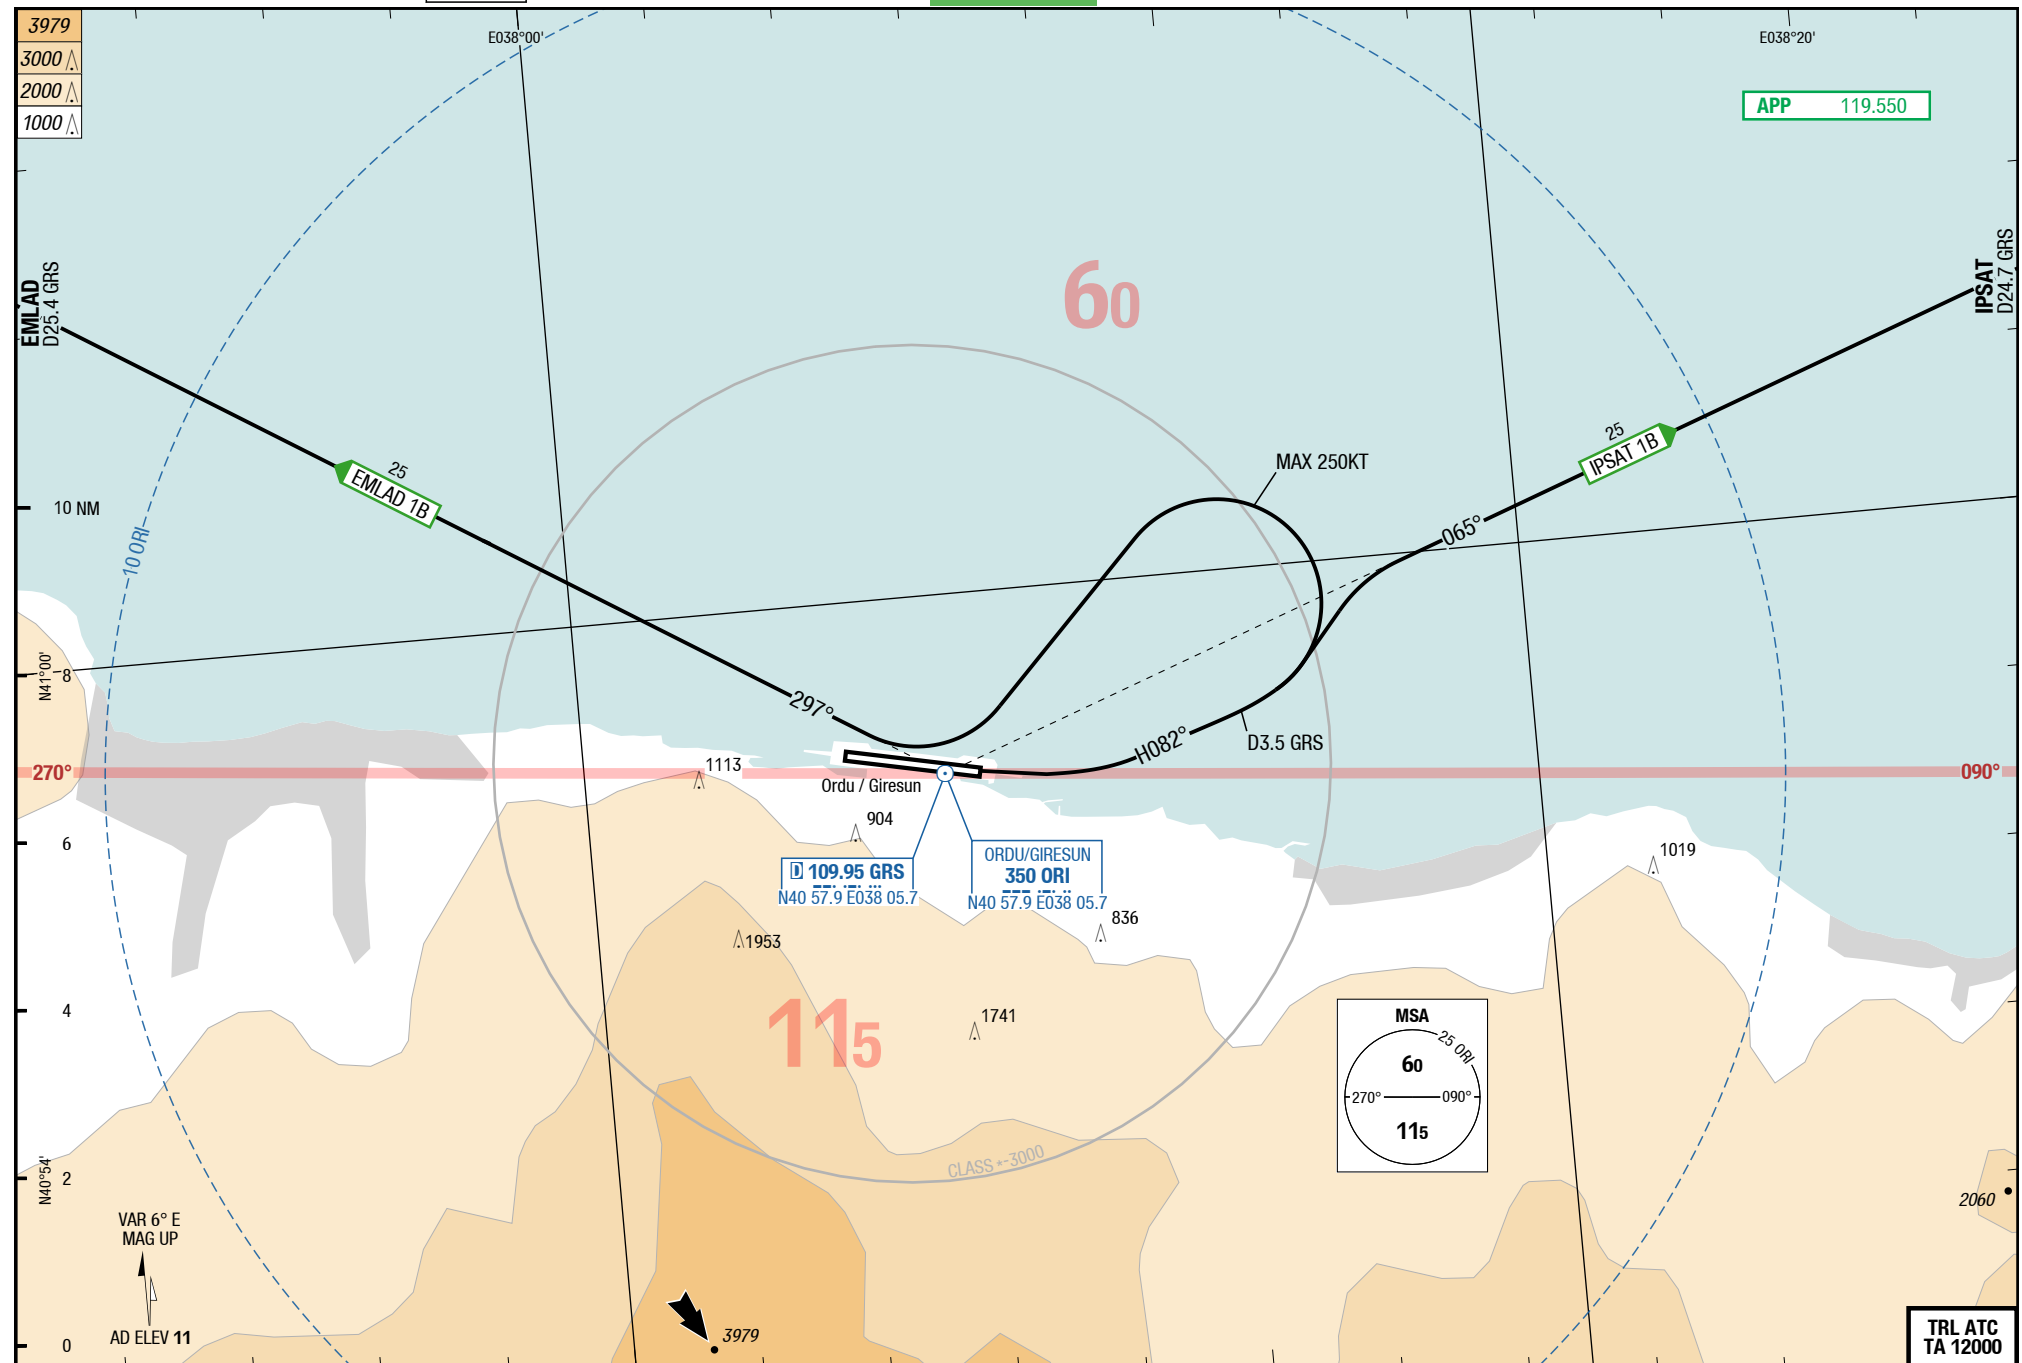 3979
3000
2000
1000
E038°00'
E038°20'
APP 119.550
60
EMLAD
D25.4 GRS
IPSAT
D24.7 GRS
25
EMLAD 1B
25
IPSAT 1B
MAX 250KT
10 NM
10 ORI
065°
N41°00'
8
297°
H082°
D3.5 GRS
270°
090°
1113
Ordu / Giresun
904
6
D 109.95 GRS
N40 57.9 E038 05.7
ORDU/GIRESUN
350 ORI
N40 57.9 E038 05.7
1019
836
1953
4
115
1741
MSA
25 ORI
60
270°
090°
115
CLASS *-3000
N40°54'
2
2060
VAR 6° E
MAG UP
AD ELEV 11
0
3979
TRL ATC
TA 12000